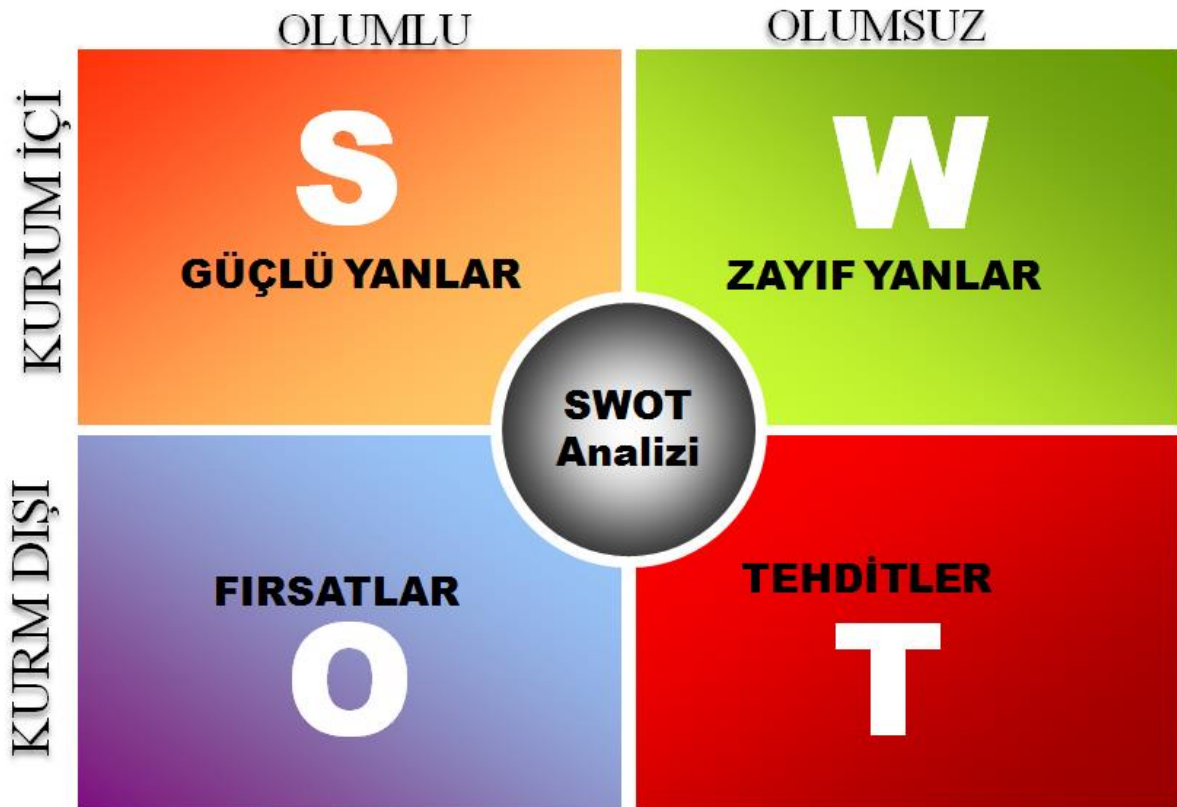 OLUMLU
OLUMSUZ
KURUM İÇİ
S
GÜÇLÜ YANLAR
W
ZAYIF YANLAR
SWOT
Analizi
KURM DIŞI
FIRSATLAR
O
TEHDİTLER
T